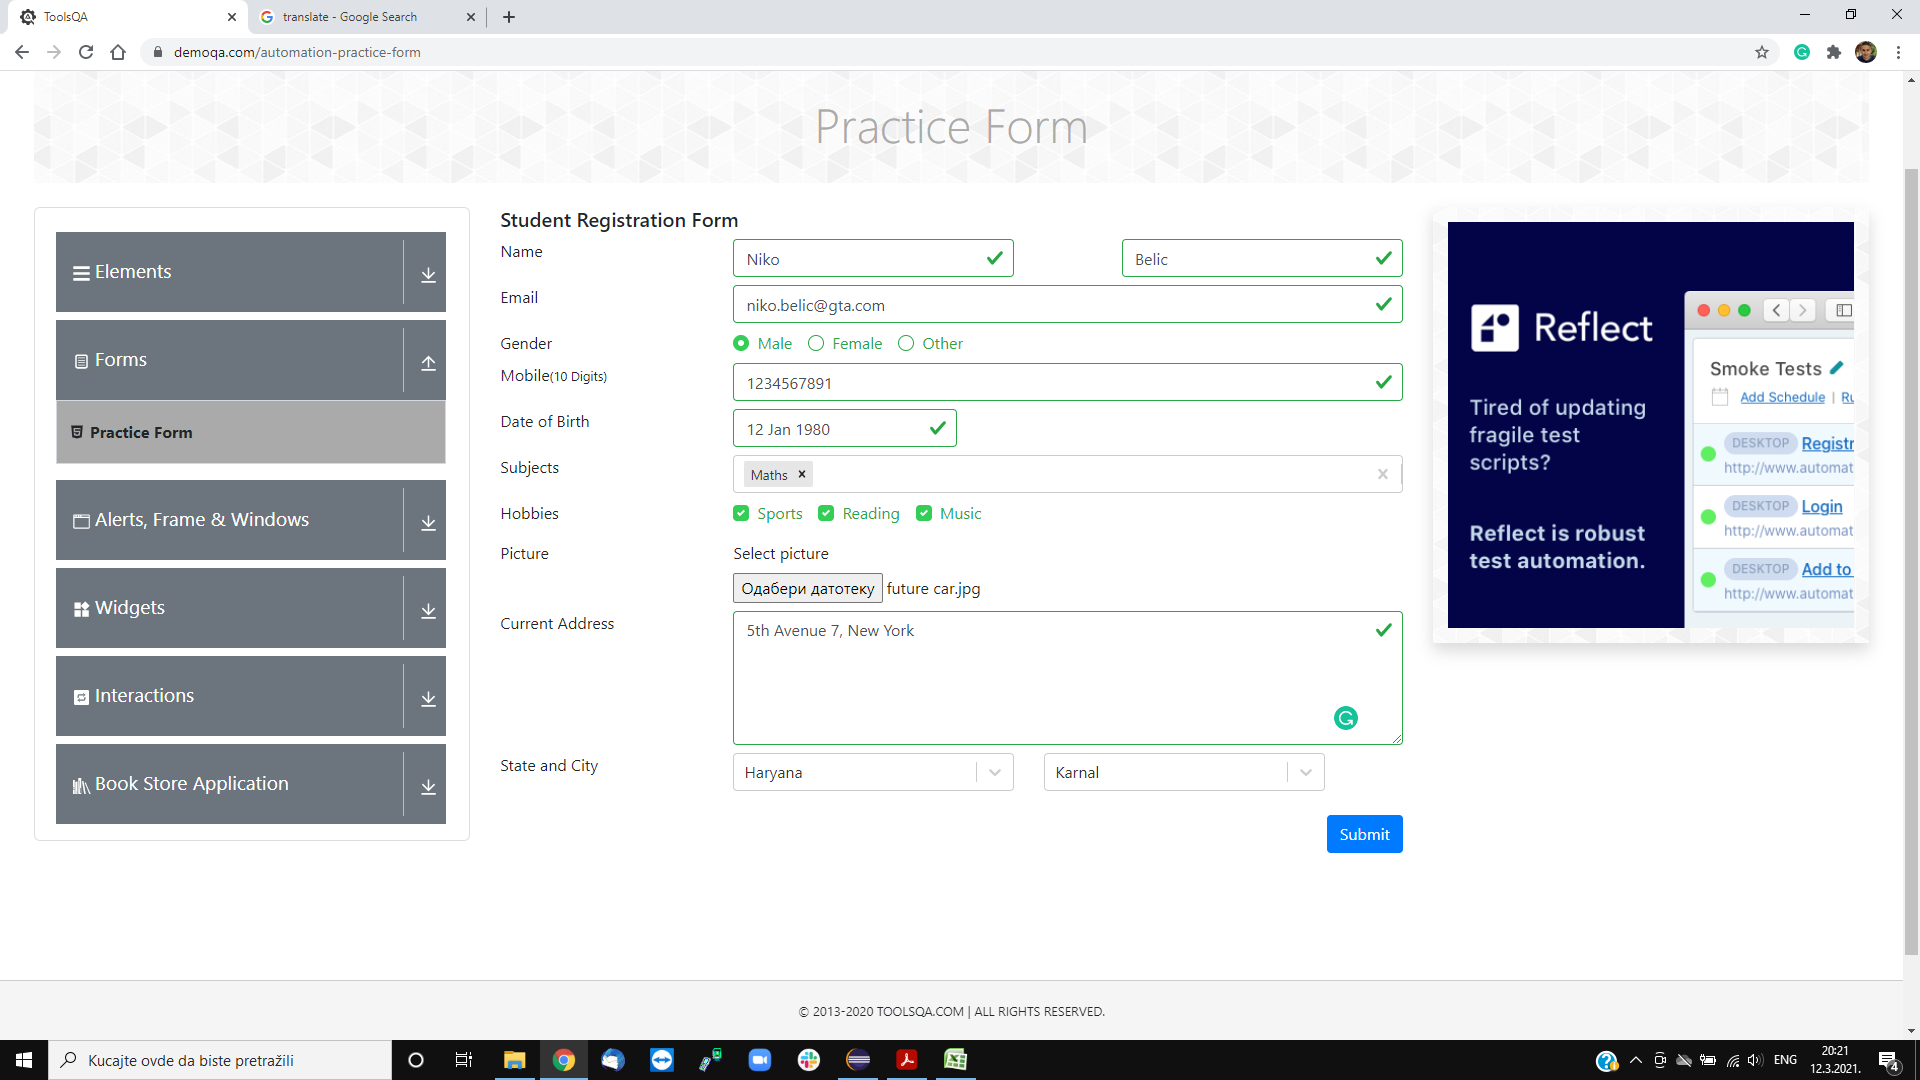 ToolsQA
translate - Google Search
demoqa.com/automation-practice-form
Practice Form
Elements
Forms
Practice Form
Alerts, Frame & Windows
Widgets
Interactions
Book Store Application
Student Registration Form
Name
Niko
Belic
Email
niko.belic@gta.com
Gender
Male
Female
Other
Mobile(10 Digits)
1234567891
Date of Birth
12 Jan 1980
Subjects
Maths
Hobbies
Sports
Reading
Music
Picture
Select picture
Одабери датотеку future car.jpg
Current Address
5th Avenue 7, New York
State and City
Haryana
Karnal
Submit
Reflect
Tired of updating
fragile test
scripts?
Reflect is robust
test automation.
Smoke Tests
Add Schedule | Ru
DESKTOP Registr
http://www.automat
DESKTOP Login
http://www.automat
DESKTOP Add to
http://www.automat
© 2013-2020 TOOLSQA.COM | ALL RIGHTS RESERVED.
Kucajte ovde da biste pretražili
ENG
20:21
12.3.2021.
4